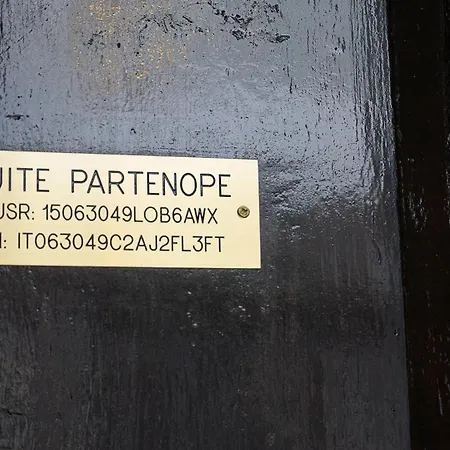 UITE PARTENOPE
USR: 15063049LOB6AWX
: IT063049C2AJ2FL3FT